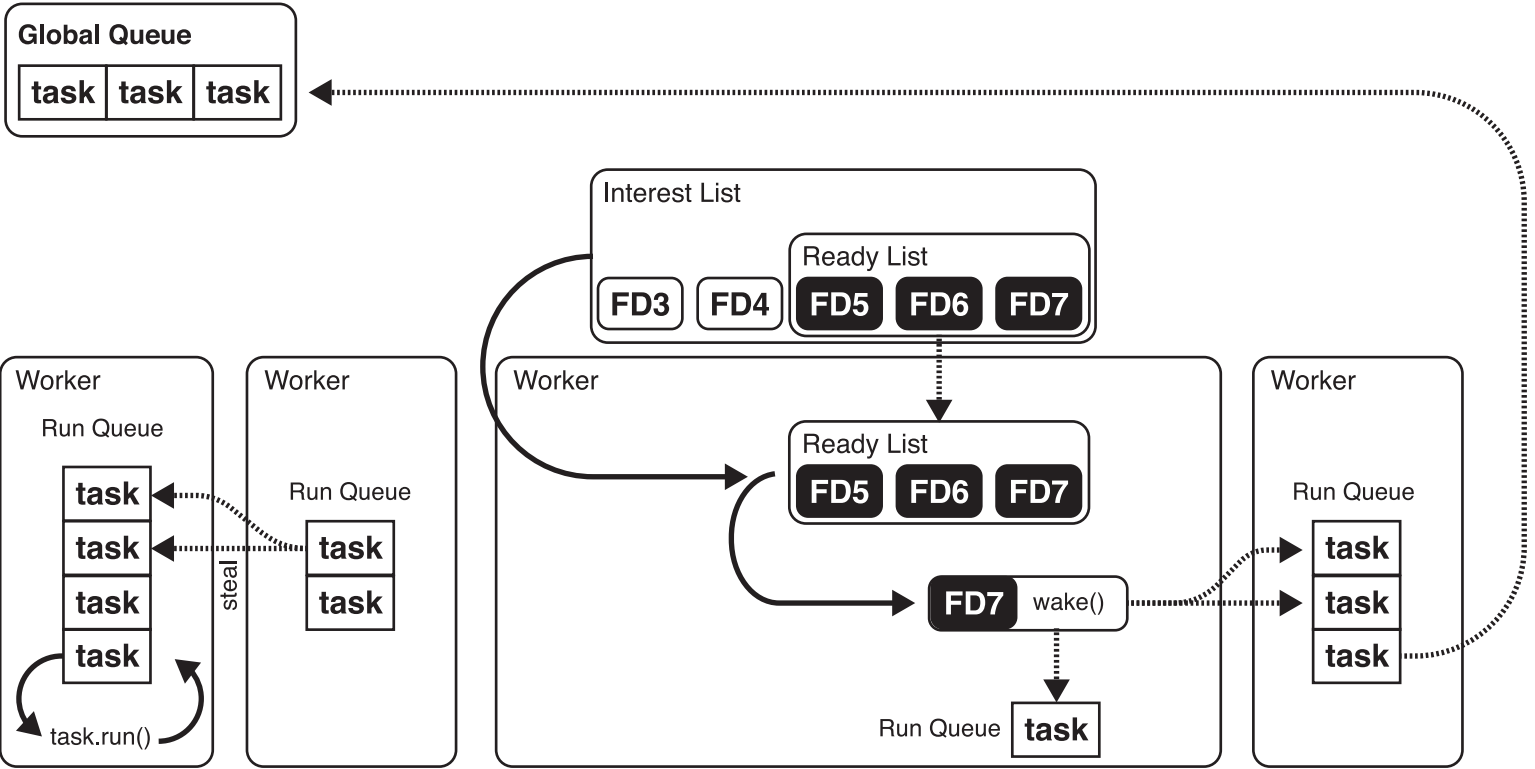 Global Queue
task task task
Interest List
Ready List
FD3 FD4 FD5 FD6 FD7
Worker
Run Queue
task
task
task
task
task.run()
steal
Worker
Run Queue
task
task
Worker
Ready List
FD5 FD6 FD7
FD7 wake()
Run Queue task
Worker
Run Queue
task
task
task